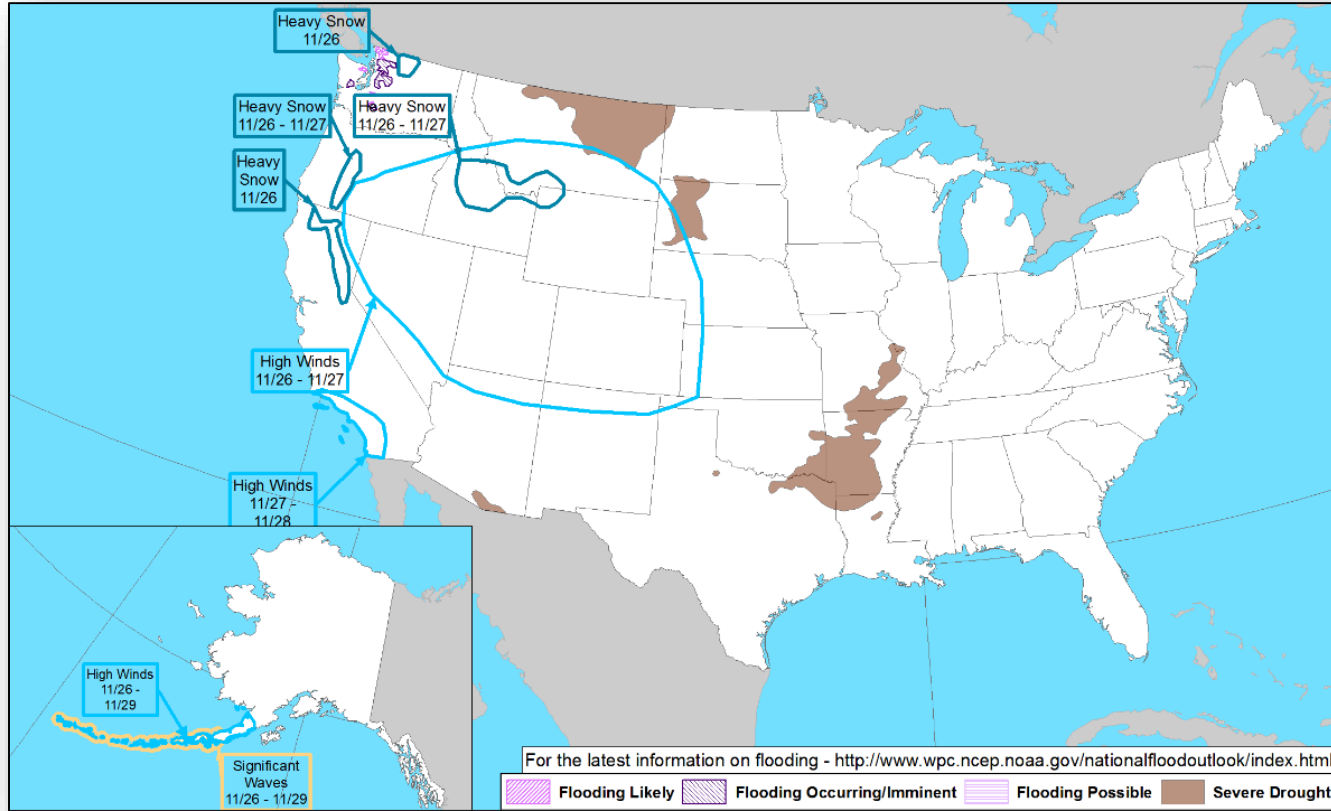 Heavy Snow
11/26
Heavy Snow
11/26 - 11/27
Heavy Snow
11/26 - 11/27
Heavy
Snow
11/26
High Winds
11/26 - 11/27
High Winds
11/27 -
11/28
High Winds
11/26 -
11/29
Significant
Waves
11/26 - 11/29
For the latest information on flooding - http://www.wpc.ncep.noaa.gov/nationalfloodoutlook/index.html
Flooding Likely Flooding Occurring/Imminent Flooding Possible Severe Drought